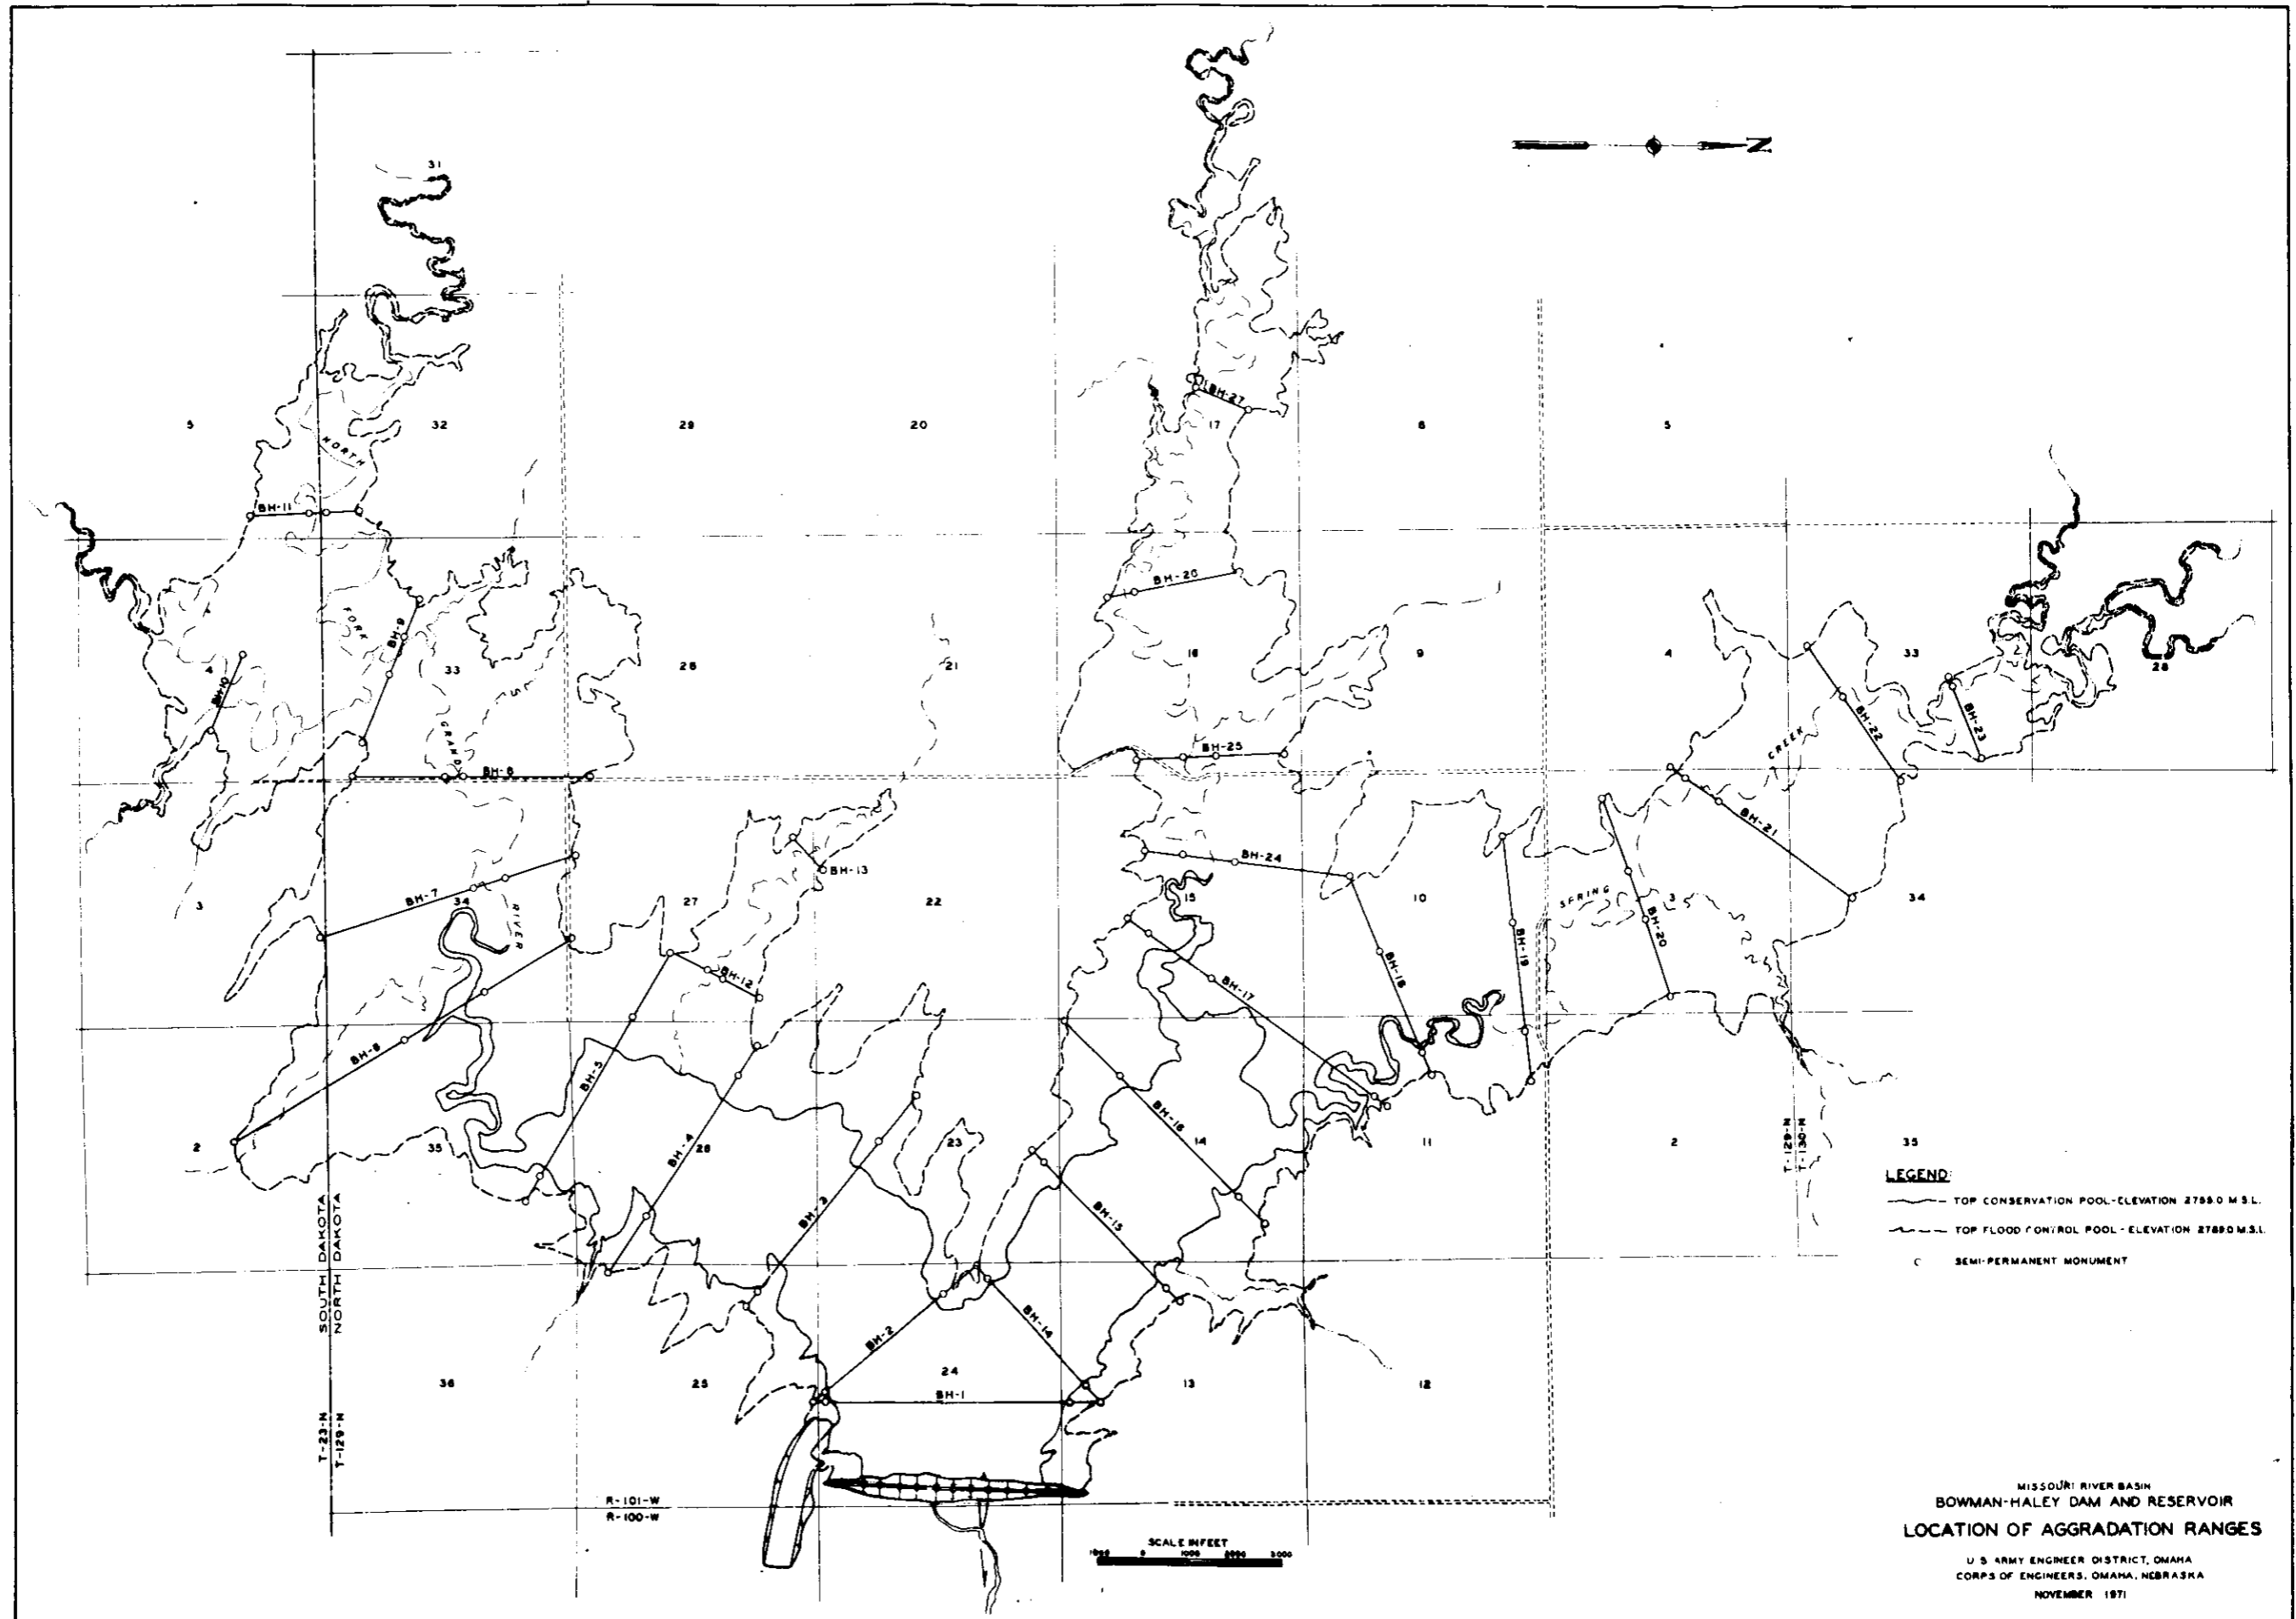 N
31
5
32
29
20
17
6
5
BH-27
NORTH
BH-11
FORK
BH-9
BH-26
4
BH-10
33
28
21
16
9
4
33
28
GRAND
BH-8
BH-25
CREEK
BH-22
BH-23
BH-21
BH-13
BH-24
BH-7
3
34
27
22
15
10
SPRING
3
34
RIVER
BH-12
BH-17
BH-18
BH-19
BH-20
BH-6
BH-5
BH-4
BH-3
BH-16
2
35
26
23
14
11
2
35
T-129-N
T-130-N
BH-15
SOUTH DAKOTA
NORTH DAKOTA
LEGEND:
TOP CONSERVATION POOL-ELEVATION 2755.0 M.S.L.
TOP FLOOD CONTROL POOL - ELEVATION 2789.0 M.S.L.
SEMI-PERMANENT MONUMENT
BH-2
BH-14
36
25
24
13
12
BH-1
T-23-N
T-129-N
R-101-W
R-100-W
SCALE IN FEET
1000 0 1000 2000 3000
MISSOURI RIVER BASIN
BOWMAN-HALEY DAM AND RESERVOIR
LOCATION OF AGGRADATION RANGES
U S ARMY ENGINEER DISTRICT, OMAHA
CORPS OF ENGINEERS, OMAHA, NEBRASKA
NOVEMBER 1971